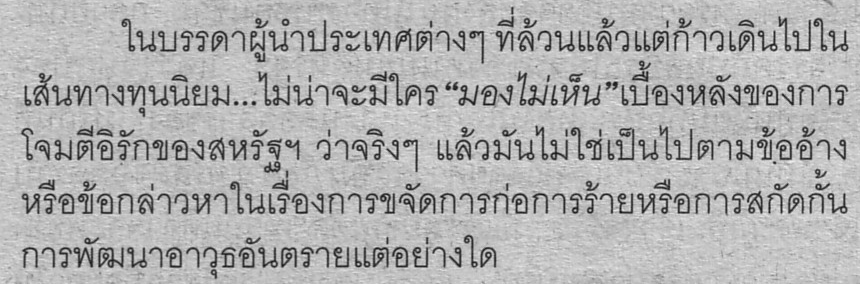 ในบรรดาผู้นำประเทศต่างๆ ที่ล้วนแล้วแต่ก้าวเดินไปใน
เส้นทางทุนนิยม...ไม่น่าจะมีใคร “มองไม่เห็น”เบื้องหลังของการ
โจมตีอิรักของสหรัฐฯ ว่าจริงๆ แล้วมันไม่ใช่เป็นไปตามข้ออ้าง
หรือข้อกล่าวหาในเรื่องการขจัดการก่อการร้ายหรือการสกัดกั้น
การพัฒนาอาวุธอันตรายแต่อย่างใด